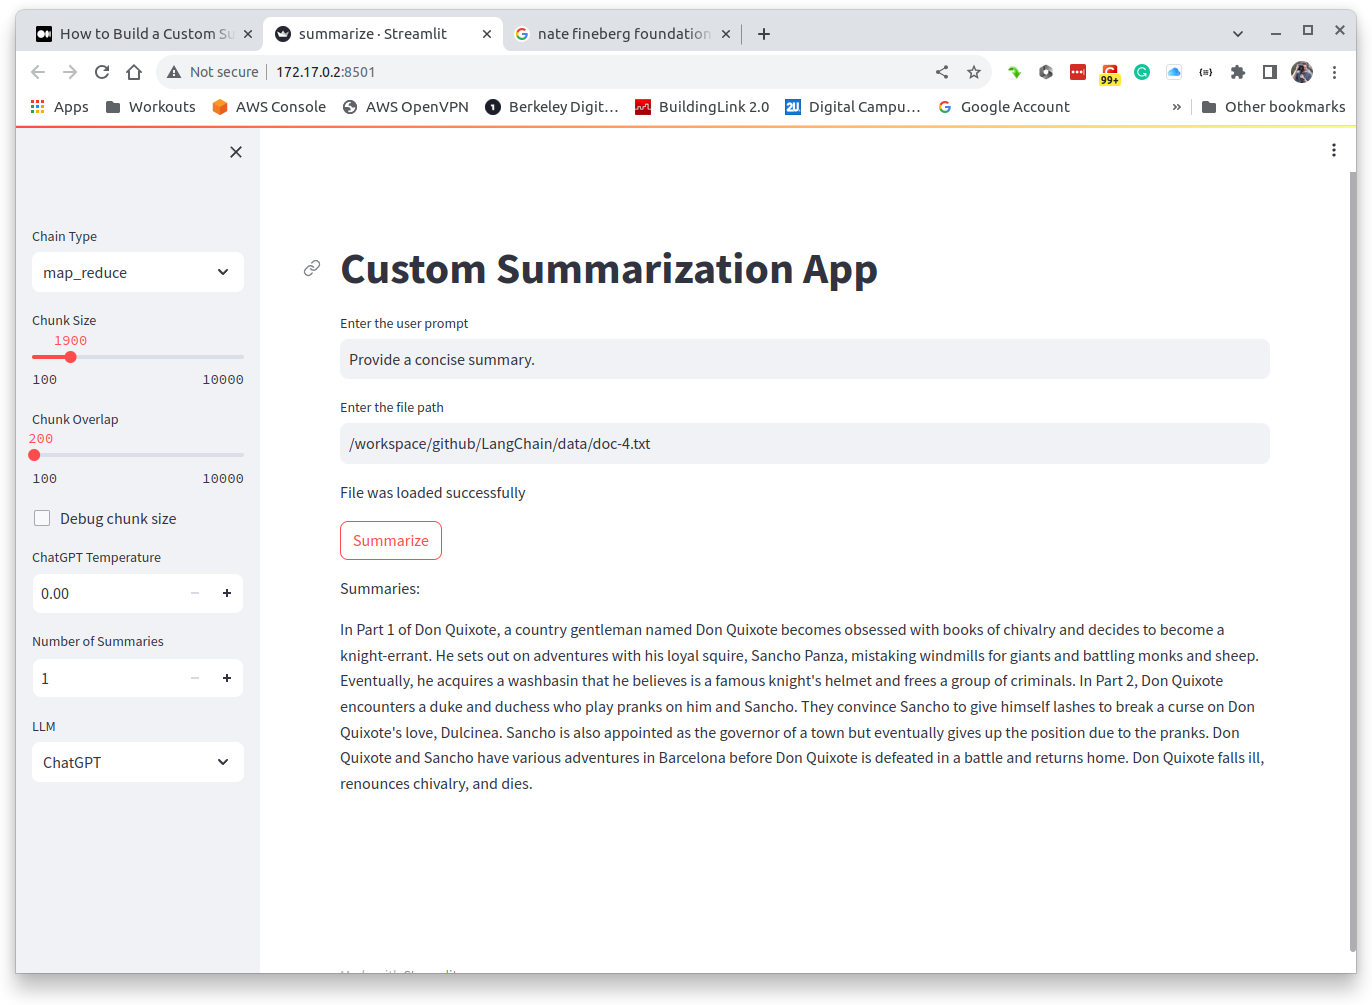 How to Build a Custom Su
summarize · Streamlit
nate fineberg foundation
Not secure
172.17.0.2:8501
99+
Apps
Workouts
AWS Console
AWS OpenVPN
1
Berkeley Digit...
BuildingLink 2.0
2U
Digital Campu...
Google Account
»
Other bookmarks
Chain Type
map_reduce
Chunk Size
1900
100 10000
Chunk Overlap
200
100 10000
Debug chunk size
ChatGPT Temperature
0.00
Number of Summaries
1
LLM
ChatGPT
Custom Summarization App
Enter the user prompt
Provide a concise summary.
Enter the file path
/workspace/github/LangChain/data/doc-4.txt
File was loaded successfully
Summarize
Summaries:
In Part 1 of Don Quixote, a country gentleman named Don Quixote becomes obsessed with books of chivalry and decides to become a
knight-errant. He sets out on adventures with his loyal squire, Sancho Panza, mistaking windmills for giants and battling monks and sheep.
Eventually, he acquires a washbasin that he believes is a famous knight's helmet and frees a group of criminals. In Part 2, Don Quixote
encounters a duke and duchess who play pranks on him and Sancho. They convince Sancho to give himself lashes to break a curse on Don
Quixote's love, Dulcinea. Sancho is also appointed as the governor of a town but eventually gives up the position due to the pranks. Don
Quixote and Sancho have various adventures in Barcelona before Don Quixote is defeated in a battle and returns home. Don Quixote falls ill,
renounces chivalry, and dies.